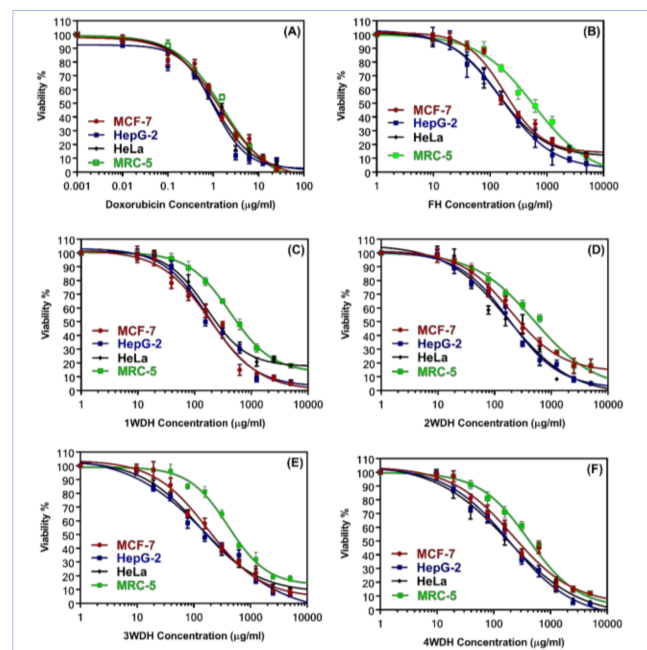 (A)
110
100
90
80
70
60
50
40
30
20
10
0
Viability %
MCF-7
HepG-2
HeLa
MRC-5
0.001 0.01 0.1 1 10 100
Doxorubicin Concentration (µg/ml)
(B)
110
100
90
80
70
60
50
40
30
20
10
0
Viability %
MCF-7
HepG-2
HeLa
MRC-5
1 10 100 1000 10000
FH Concentration (µg/ml)
(C)
110
100
90
80
70
60
50
40
30
20
10
0
Viability %
MCF-7
HepG-2
HeLa
MRC-5
1 10 100 1000 10000
1WDH Concentration (µg/ml)
(D)
110
100
90
80
70
60
50
40
30
20
10
0
Viability %
MCF-7
HepG-2
HeLa
MRC-5
1 10 100 1000 10000
2WDH Concentration (µg/ml)
(E)
110
100
90
80
70
60
50
40
30
20
10
0
Viability %
MCF-7
HepG-2
HeLa
MRC-5
1 10 100 1000 10000
3WDH Concentration (µg/ml)
(F)
110
100
90
80
70
60
50
40
30
20
10
0
Viability %
MCF-7
HepG-2
HeLa
MRC-5
1 10 100 1000 10000
4WDH Concentration (µg/ml)